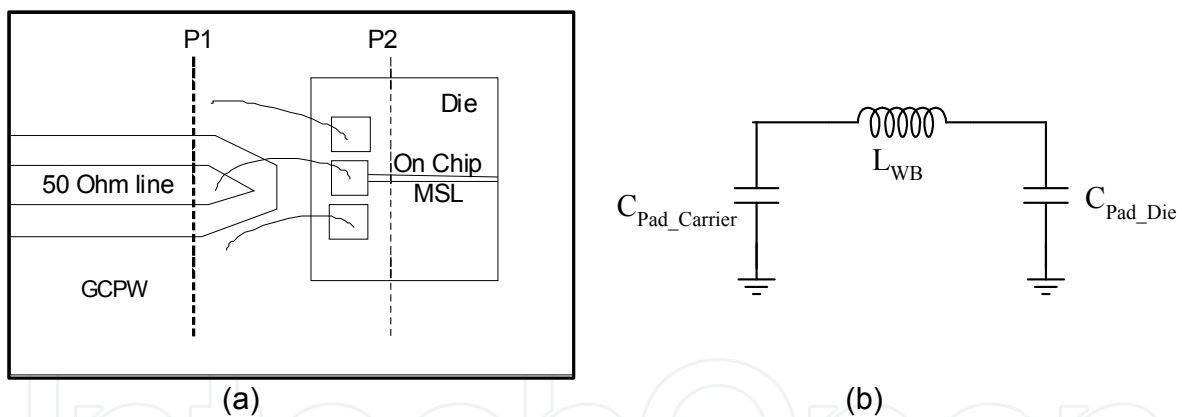 P1
P2
Die
50 Ohm line
On Chip
MSL
GCPW
(a)
L_WB
C_Pad_Carrier
C_Pad_Die
(b)